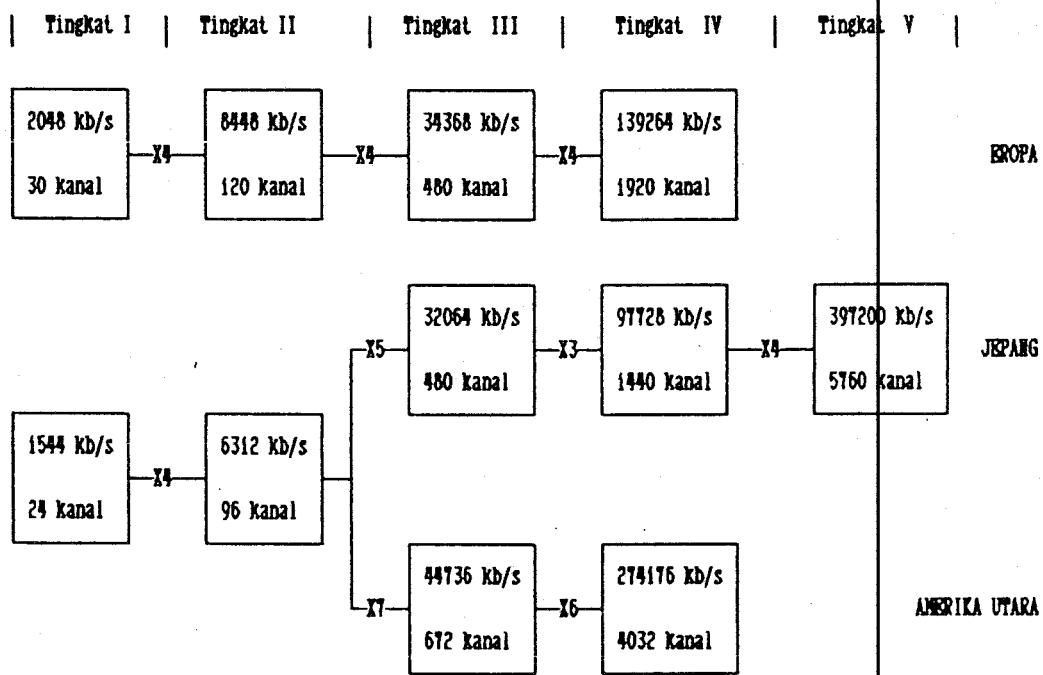 Tingkat I Tingkat II Tingkat III Tingkat IV Tingkat V
2048 kb/s 8448 kb/s 34368 kb/s 139264 kb/s
X4 X4 X4 EROPA
30 kanal 120 kanal 480 kanal 1920 kanal
32064 kb/s 97728 kb/s 397200 kb/s
X5 X3 X4 JEPANG
480 kanal 1440 kanal 5760 kanal
1544 kb/s 6312 kb/s
X4
24 kanal 96 kanal
44736 kb/s 274176 kb/s
X7 X6 AMERIKA UTARA
672 kanal 4032 kanal